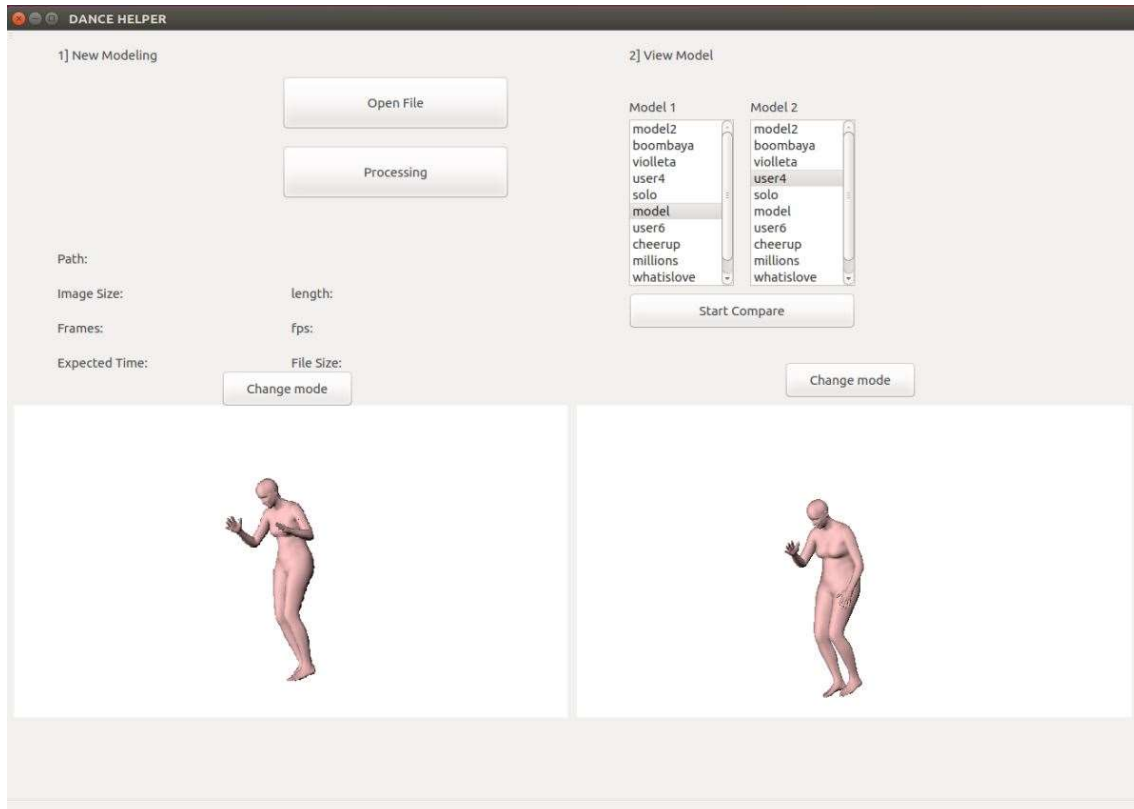 DANCE HELPER
1] New Modeling
Open File
Processing
Path:
Image Size:
length:
Frames:
fps:
Expected Time:
File Size:
Change mode
2] View Model
Model 1
model2
boombaya
violleta
user4
solo
model
user6
cheerup
millions
whatislove
Model 2
model2
boombaya
violleta
user4
solo
model
user6
cheerup
millions
whatislove
Start Compare
Change mode